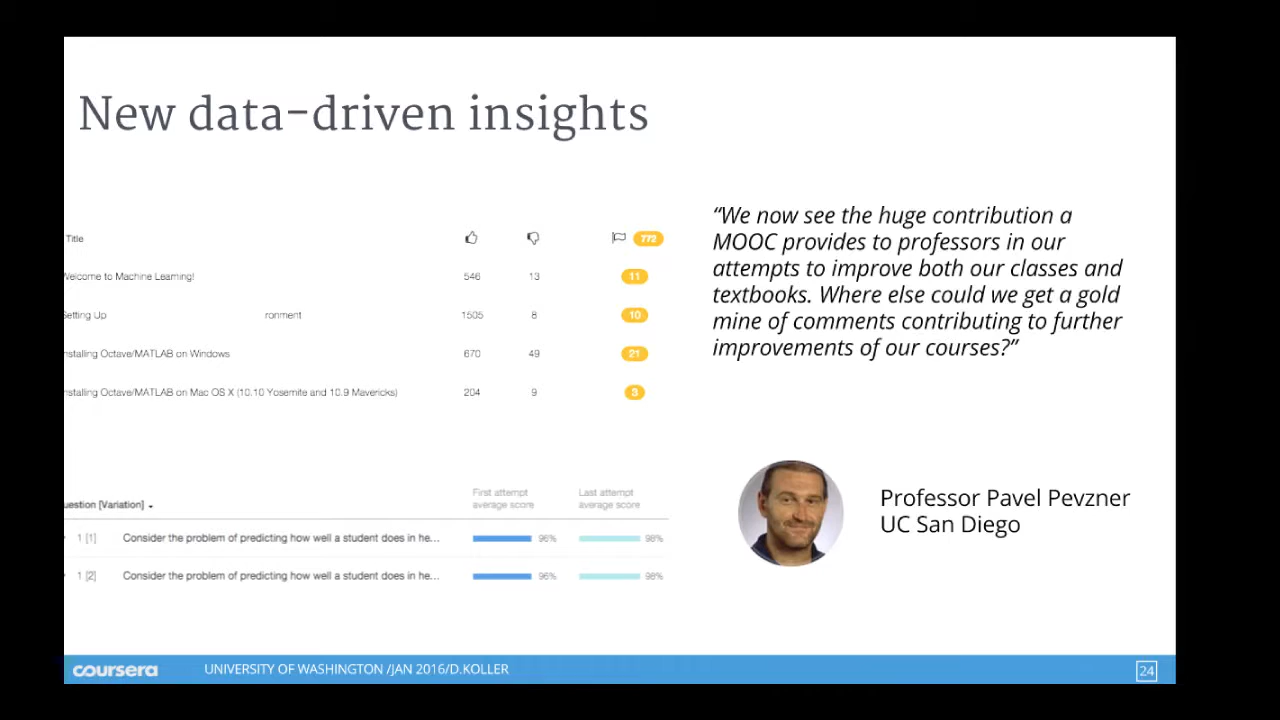 New data-driven insights
Title 772
Welcome to Machine Learning! 546 13 11
Setting Up ronment 1505 8 10
nstalling Octave/MATLAB on Windows 670 49 21
nstalling Octave/MATLAB on Mac OS X (10.10 Yosemite and 10.9 Mavericks) 204 9 3
“We now see the huge contribution a
MOOC provides to professors in our
attempts to improve both our classes and
textbooks. Where else could we get a gold
mine of comments contributing to further
improvements of our courses?”
First attempt Last attempt
uestion [Variation] average score average score
1 [1] Consider the problem of predicting how well a student does in he... 96% 98%
1 [2] Consider the problem of predicting how well a student does in he... 96% 98%
Professor Pavel Pevzner
UC San Diego
coursera UNIVERSITY OF WASHINGTON /JAN 2016/D.KOLLER 24